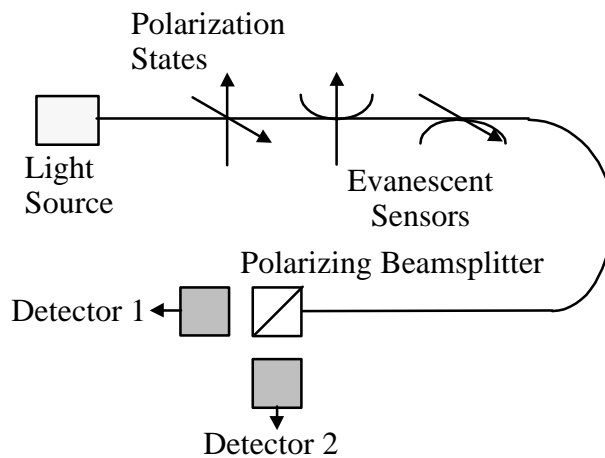 Polarization
States
Light
Source
Evanescent
Sensors
Polarizing Beamsplitter
Detector 1
Detector 2